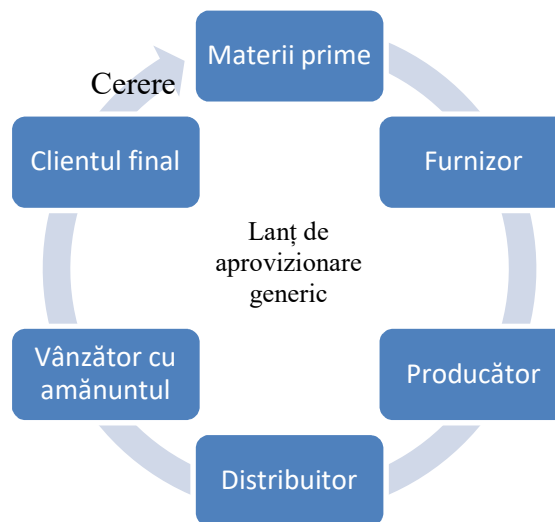 Materii prime
Cerere
Clientul final
Furnizor
Lanț de
aprovizionare
generic
Vânzător cu
amănuntul
Producător
Distribuitor